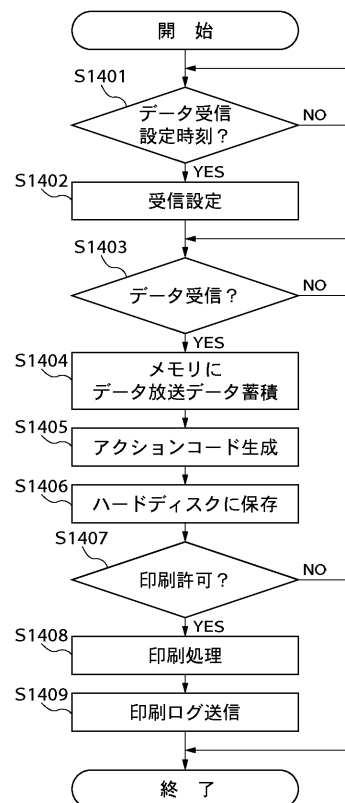 開 始
S1401
データ受信
設定時刻？
NO
YES
S1402
受信設定
S1403
データ受信？
NO
YES
S1404
メモリに
データ放送データ蓄積
S1405
アクションコード生成
S1406
ハードディスクに保存
S1407
印刷許可？
NO
YES
S1408
印刷処理
S1409
印刷ログ送信
終 了